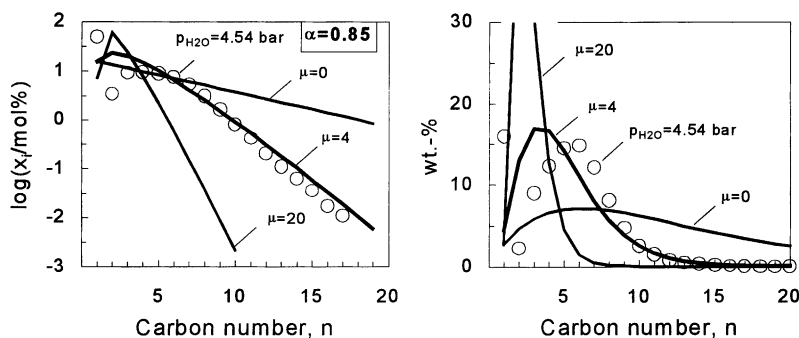 2
1
0
-1
-2
-3
log(xᵢ/mol%)
5
10
15
20
Carbon number, n
α=0.85
p_H2O=4.54 bar
μ=0
μ=4
μ=20
30
20
10
0
wt.-%
5
10
15
20
Carbon number, n
μ=20
μ=4
p_H2O=4.54 bar
μ=0